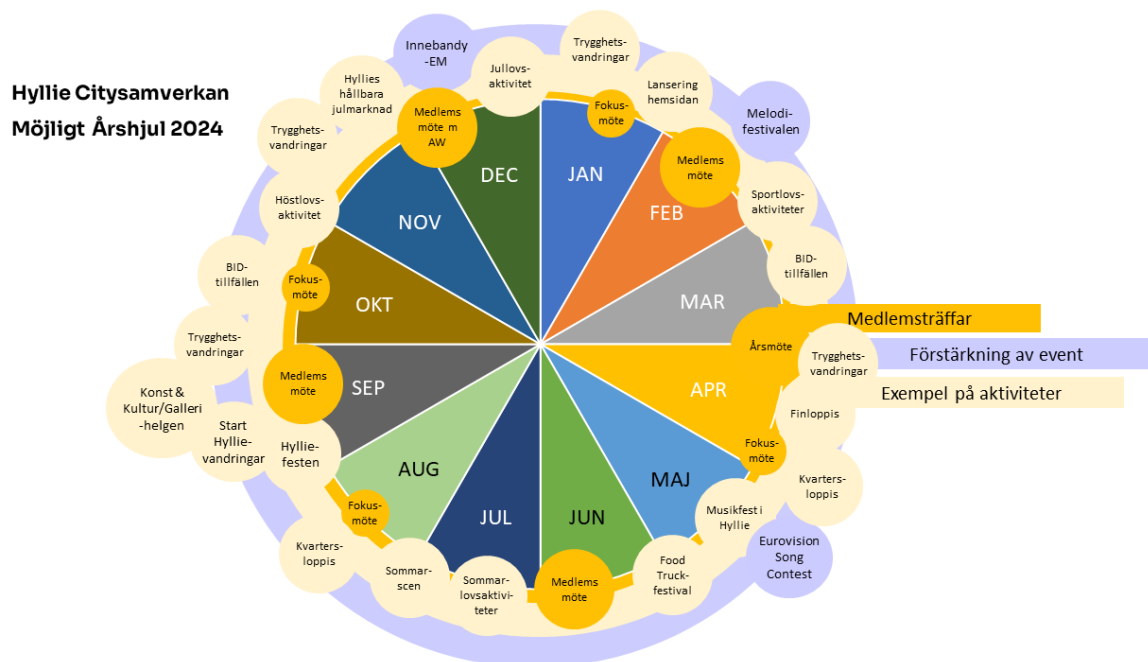 Hyllie Citysamverkan
Möjligt Årshjul 2024
Innebandy
-EM
Jullovs-
aktivitet
Trygghets-
vandringar
Lansering
hemsidan
Fokus-
möte
Melodi-
festivalen
Medlems
möte
Sportlovs-
aktiviteter
BID-
tillfällen
Årsmöte
Trygghets-
vandringar
Finloppis
Fokus-
möte
Kvarters-
loppis
Musikfest i
Hyllie
Eurovision
Song
Contest
Food
Truck-
festival
Medlems
möte
Sommar-
lovsaktivi-
teter
Sommar-
scen
Fokus-
möte
Kvarters-
loppis
Hyllie-
festen
Start
Hyllie-
vandringar
Konst &
Kultur/Galleri
-helgen
Medlems
möte
Trygghets-
vandringar
BID-
tillfällen
Fokus-
möte
Höstlovs-
aktivitet
Trygghets-
vandringar
Hyllies
hållbara
julmarknad
Medlems
möte m
AW
JAN
FEB
MAR
APR
MAJ
JUN
JUL
AUG
SEP
OKT
NOV
DEC
Medlemsträffar
Förstärkning av event
Exempel på aktiviteter